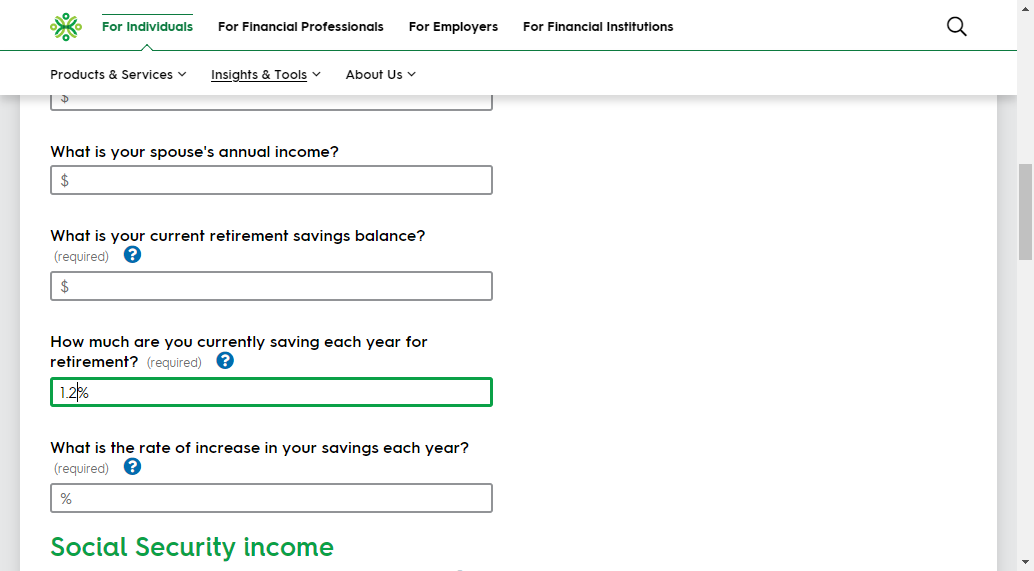 For Individuals For Financial Professionals For Employers For Financial Institutions
Products & Services Insights & Tools About Us
$
What is your spouse's annual income?
$
What is your current retirement savings balance?
(required) ?
$
How much are you currently saving each year for
retirement? (required) ?
1.2%
What is the rate of increase in your savings each year?
(required) ?
%
Social Security income